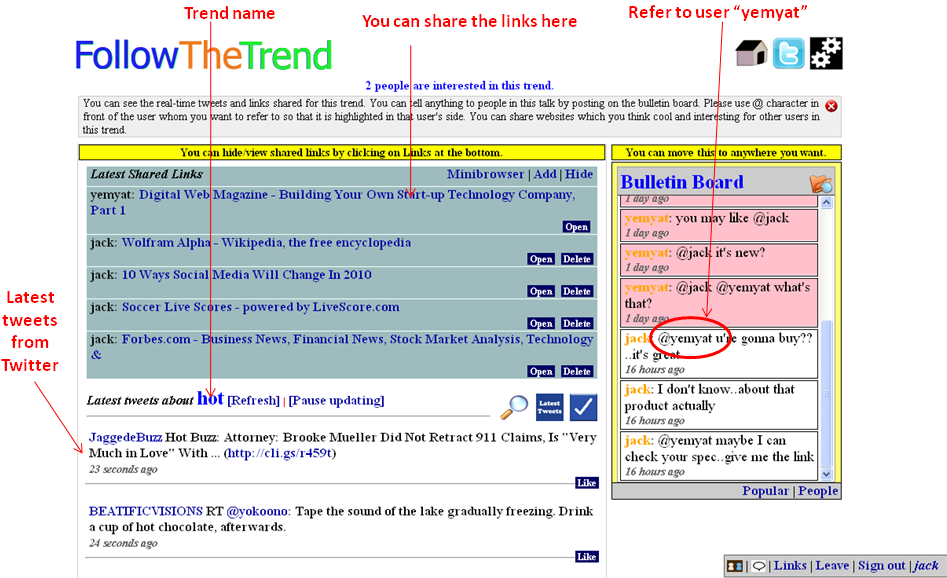 Trend name
You can share the links here
Refer to user “yemyat”
FollowTheTrend
2 people are interested in this trend.
You can see the real-time tweets and links shared for this trend. You can tell anything to people in this talk by posting on the bulletin board. Please use @ character in
front of the user whom you want to refer to so that it is highlighted in that user's side. You can share websites which you think cool and interesting for other users in
this trend.
You can hide/view shared links by clicking on Links at the bottom.
Latest Shared Links Minibrowser | Add | Hide
yemyat: Digital Web Magazine - Building Your Own Start-up Technology Company,
Part 1
Open
jack: Wolfram Alpha - Wikipedia, the free encyclopedia
Open Delete
jack: 10 Ways Social Media Will Change In 2010
Open Delete
jack: Soccer Live Scores - powered by LiveScore.com
Open Delete
jack: Forbes.com - Business News, Financial News, Stock Market Analysis, Technology
&
Open Delete
Latest
tweets
from
Twitter
Latest tweets about hot [Refresh] | [Pause updating]
Latest
Tweets
JaggedeBuzz Hot Buzz: Attorney: Brooke Mueller Did Not Retract 911 Claims, Is "Very
Much in Love" With ... (http://cli.gs/r459t)
23 seconds ago
Like
BEATIFICVISIONS RT @yokoono: Tape the sound of the lake gradually freezing. Drink
a cup of hot chocolate, afterwards.
24 seconds ago
Like
You can move this to anywhere you want.
Bulletin Board
1 day ago
yemyat: you may like @jack
1 day ago
yemyat: @jack it's new?
1 day ago
yemyat: @jack @yemyat what's
that?
1 day ago
jack: @yemyat u're gonna buy??
..it's great
16 hours ago
jack: I don't know..about that
product actually
16 hours ago
jack: @yemyat maybe I can
check your spec..give me the link
16 hours ago
Popular | People
| | Links | Leave | Sign out | jack